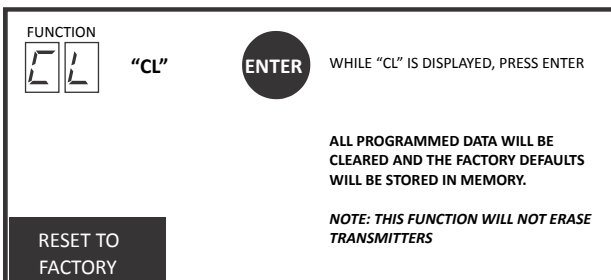 FUNCTION
CL
“CL”
ENTER
WHILE “CL” IS DISPLAYED, PRESS ENTER
ALL PROGRAMMED DATA WILL BE
CLEARED AND THE FACTORY DEFAULTS
WILL BE STORED IN MEMORY.
NOTE: THIS FUNCTION WILL NOT ERASE
TRANSMITTERS
RESET TO
FACTORY